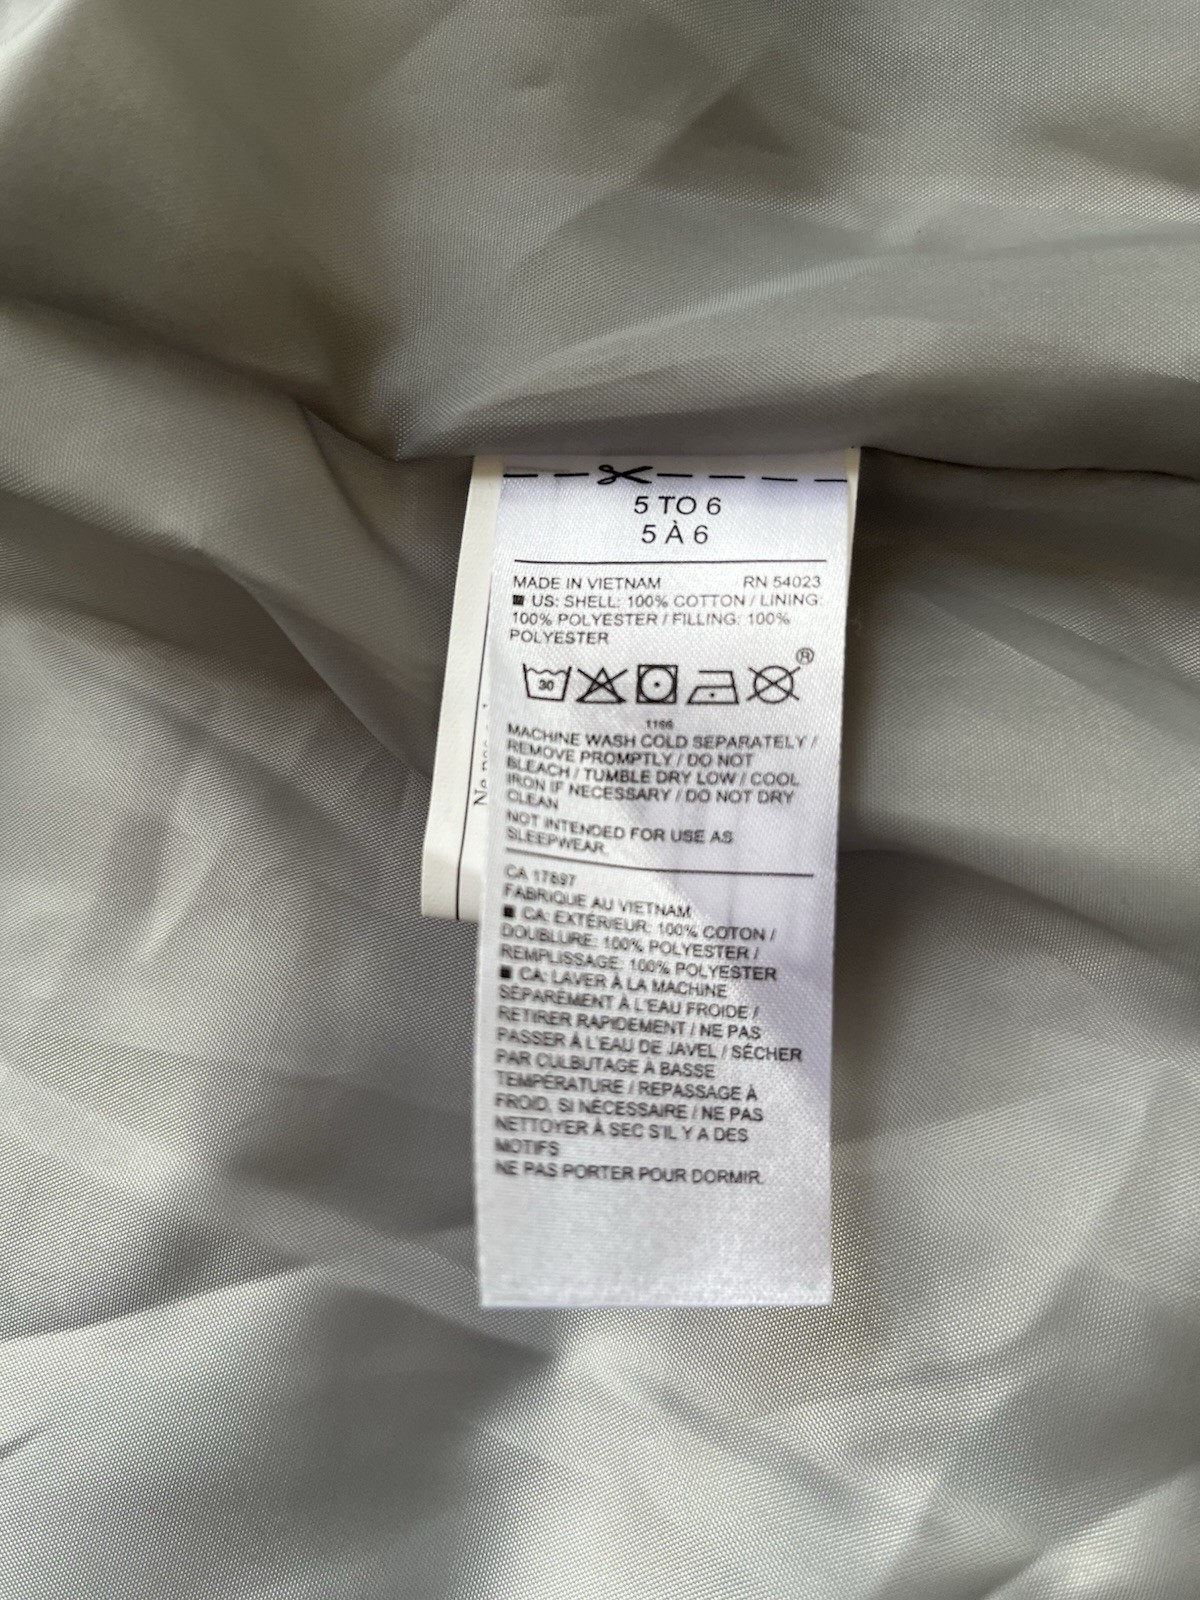 5 TO 6
5 À 6
MADE IN VIETNAM RN 54023
US: SHELL: 100% COTTON / LINING:
100% POLYESTER / FILLING: 100%
POLYESTER
30
®
1166
MACHINE WASH COLD SEPARATELY /
REMOVE PROMPTLY / DO NOT
BLEACH / TUMBLE DRY LOW / COOL
IRON IF NECESSARY / DO NOT DRY
CLEAN
NOT INTENDED FOR USE AS
SLEEPWEAR.
CA 17897
FABRIQUE AU VIETNAM
CA: EXTÉRIEUR: 100% COTON /
DOUBLURE: 100% POLYESTER /
REMPLISSAGE: 100% POLYESTER
CA: LAVER À LA MACHINE
SÉPARÉMENT À L'EAU FROIDE /
RETIRER RAPIDEMENT / NE PAS
PASSER À L'EAU DE JAVEL / SÉCHER
PAR CULBUTAGE À BASSE
TEMPÉRATURE / REPASSAGE À
FROID, SI NÉCESSAIRE / NE PAS
NETTOYER À SEC S'IL Y A DES
MOTIFS
NE PAS PORTER POUR DORMIR.
Ne